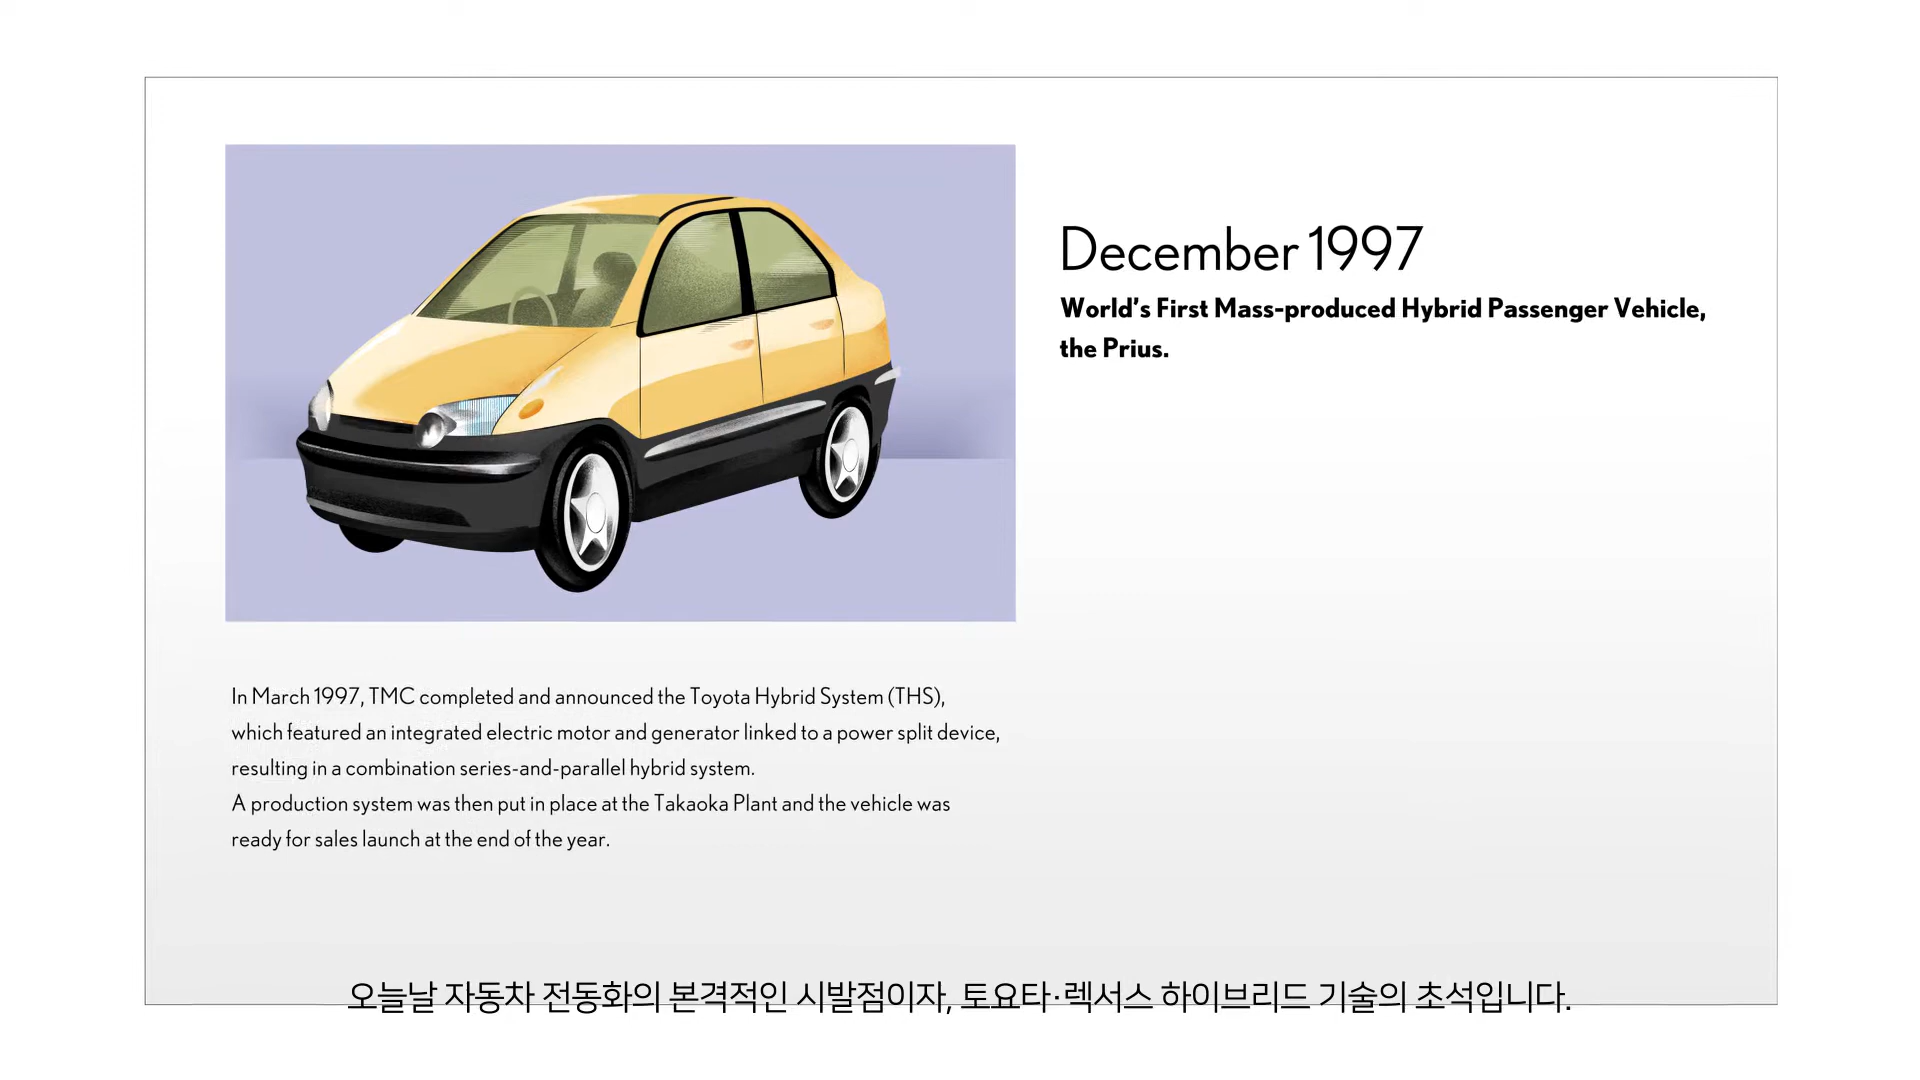 December 1997
World's First Mass-produced Hybrid Passenger Vehicle,
the Prius.
In March 1997, TMC completed and announced the Toyota Hybrid System (THS),
which featured an integrated electric motor and generator linked to a power split device,
resulting in a combination series-and-parallel hybrid system.
A production system was then put in place at the Takaoka Plant and the vehicle was
ready for sales launch at the end of the year.
오늘날 자동차 전동화의 본격적인 시발점이자, 토요타·렉서스 하이브리드 기술의 초석입니다.